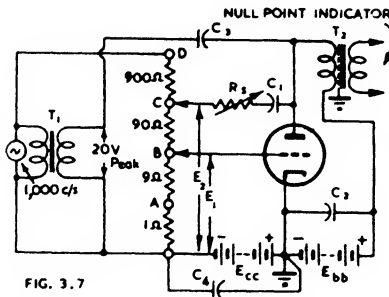 NULL POINT INDICATOR
T2
C3
D
900Ω
C
RS
C1
T1
20V
Peak
90Ω
B
E2
E1
1,000 c/s
9Ω
A
1Ω
C2
Ecc
Ebb
C4
FIG. 3.7
- + - +